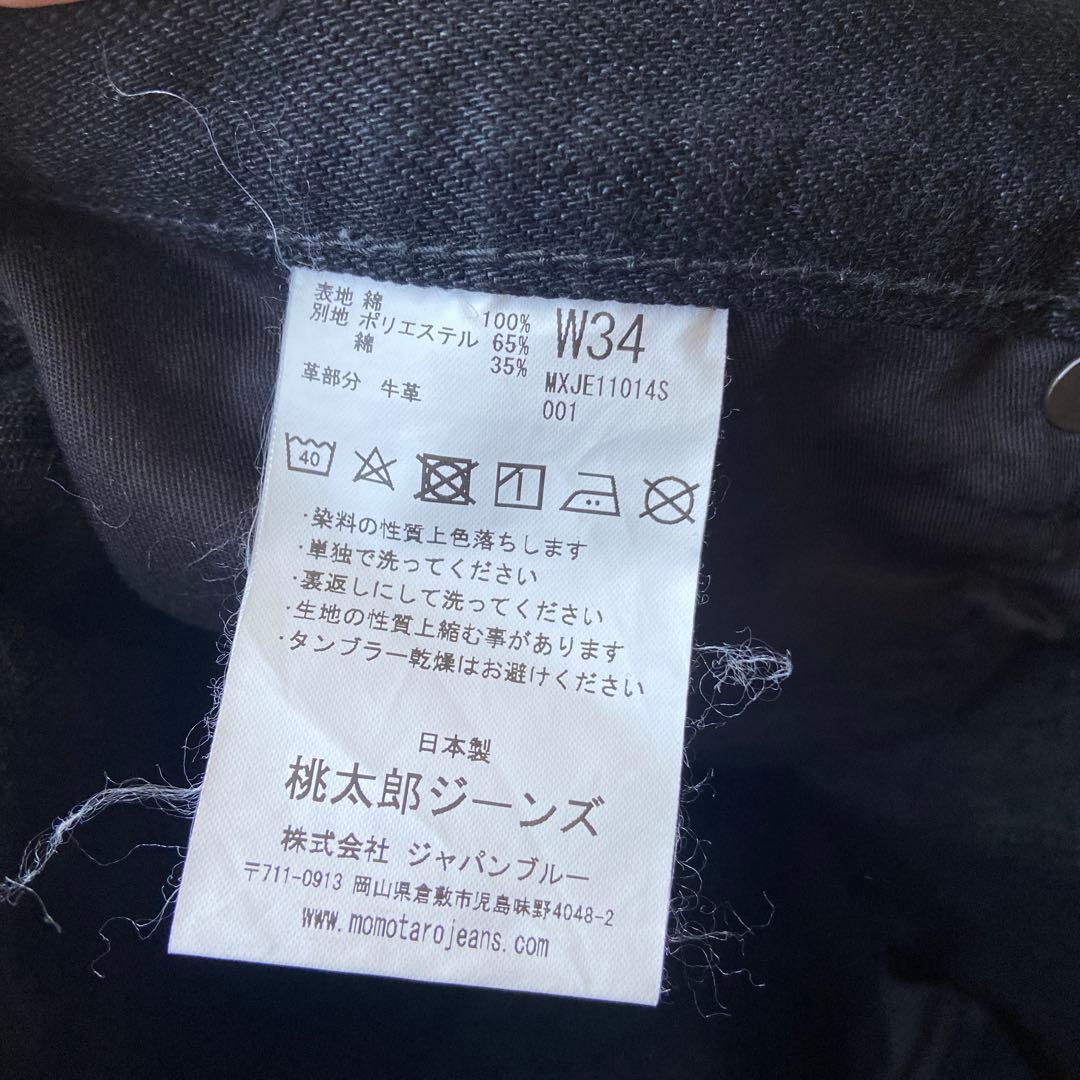 表地 綿 100%
別地 ポリエステル 65%
綿 35%
革部分 牛革
W34
MXJE11014S
001
40
・染料の性質上色落ちします
・単独で洗ってください
・裏返しにして洗ってください
・生地の性質上縮む事があります
・タンブラー乾燥はお避けください
日本製
桃太郎ジーンズ
株式会社 ジャパンブルー
〒711-0913 岡山県倉敷市児島味野4048-2
www.momotarojeans.com